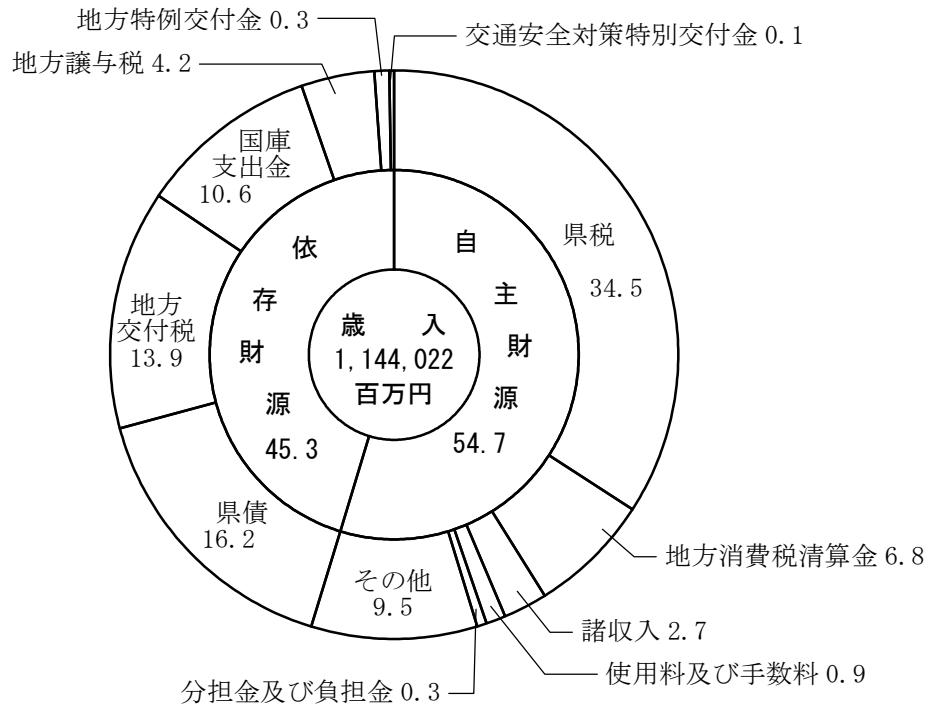 地方特例交付金 0.3
交通安全対策特別交付金 0.1
地方譲与税 4.2
国庫
支出金
10.6
県税
34.5
依存財源
45.3
自主財源
54.7
歳 入
1,144,022
百万円
地方
交付税
13.9
県債
16.2
その他
9.5
地方消費税清算金 6.8
諸収入 2.7
使用料及び手数料 0.9
分担金及び負担金 0.3